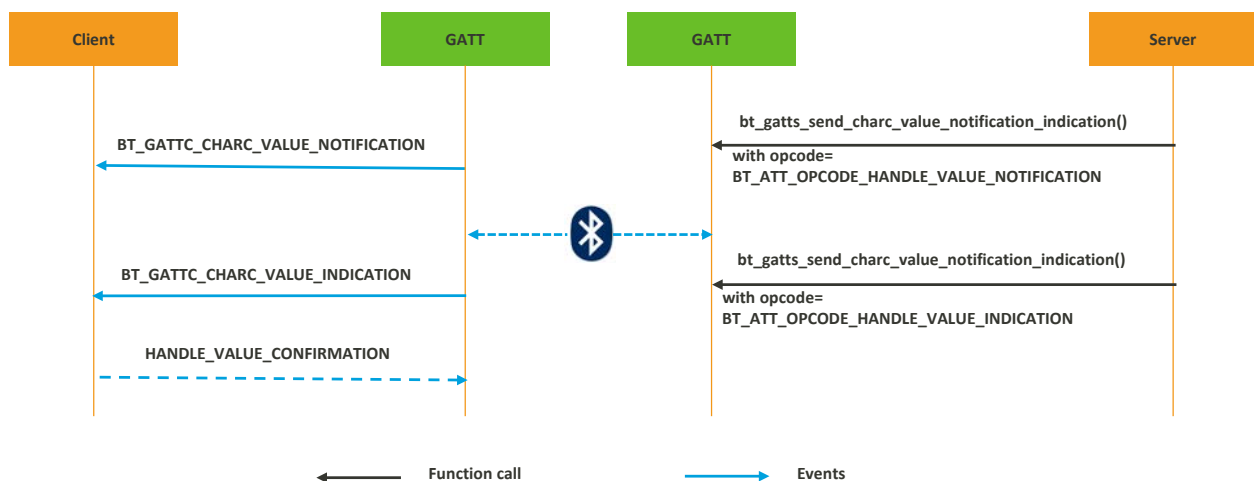 Client
GATT
GATT
Server
bt_gatts_send_charc_value_notification_indication()
BT_GATTC_CHARC_VALUE_NOTIFICATION
with opcode=
BT_ATT_OPCODE_HANDLE_VALUE_NOTIFICATION
bt_gatts_send_charc_value_notification_indication()
BT_GATTC_CHARC_VALUE_INDICATION
with opcode=
BT_ATT_OPCODE_HANDLE_VALUE_INDICATION
HANDLE_VALUE_CONFIRMATION
Function call
Events